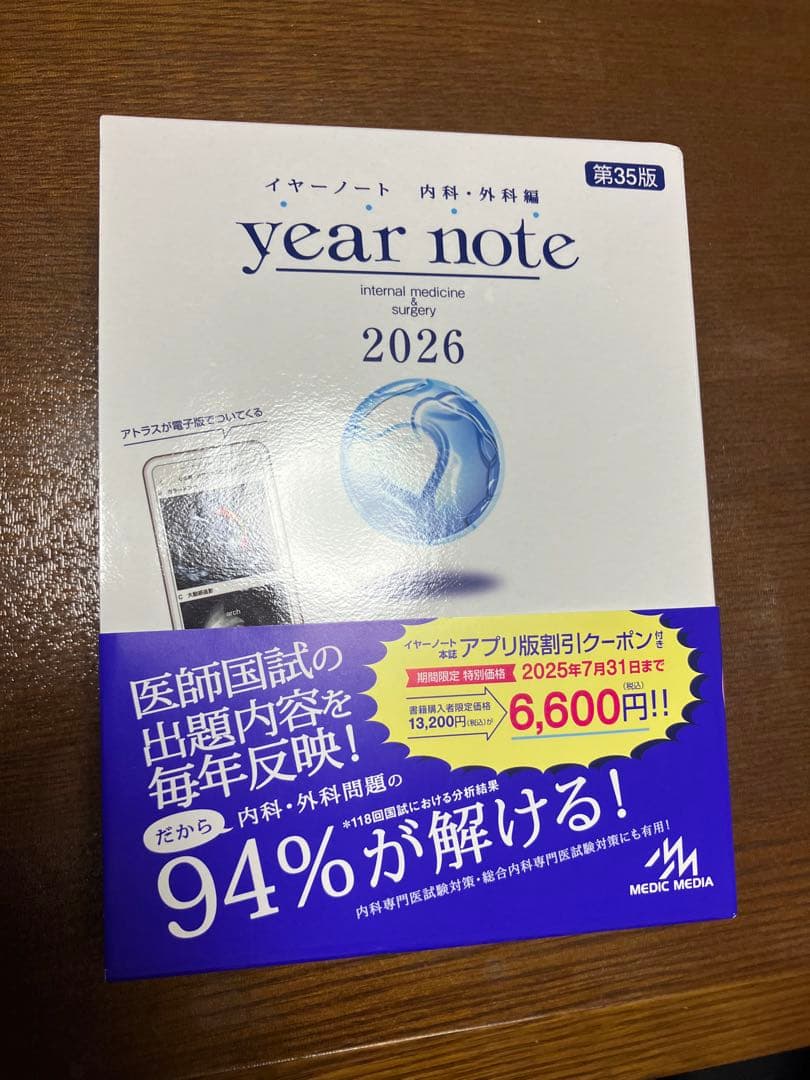 第35版
イヤーノート 内科・外科編
year note
internal medicine
&
surgery
2026
アトラスが電子版でついてくる
C 大動脈造影
arch
医師国試の
出題内容を
毎年反映!
イヤーノート
本誌 アプリ版割引クーポン付き
期間限定 特別価格 2025年7月31日まで
書籍購入者限定価格
13,200円(税込)が
6,600円!!
(税込)
だから
内科・外科問題の
*118回国試における分析結果
94%が解ける!
内科専門医試験対策・総合内科専門医試験対策にも有用!
MEDIC MEDIA